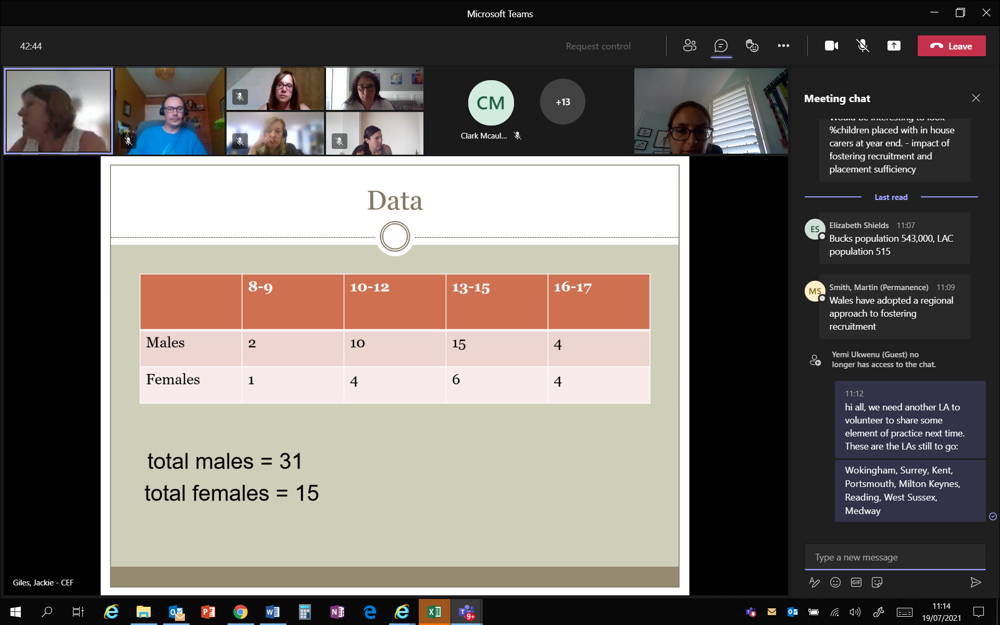 Microsoft Teams
42:44
Request control
Leave
CM
+13
Clark Mcaul...
Meeting chat
%children placed with in house
carers at year end. - impact of
fostering recruitment and
placement sufficiency
Last read
ES
Elizabeth Shields 11:07
Bucks population 543,000, LAC
population 515
MS
Smith, Martin (Permanence) 11:09
Wales have adopted a regional
approach to fostering
recruitment
Yemi Ukwenu (Guest) no
longer has access to the chat.
11:12
hi all, we need another LA to
volunteer to share some
element of practice next time.
These are the LAs still to go:
Wokingham, Surrey, Kent,
Portsmouth, Milton Keynes,
Reading, West Sussex,
Medway
Type a new message
GIF
Data
8-9 10-12 13-15 16-17
Males 2 10 15 4
Females 1 4 6 4
total males = 31
total females = 15
Giles, Jackie - CEF
9+
11:14
19/07/2021